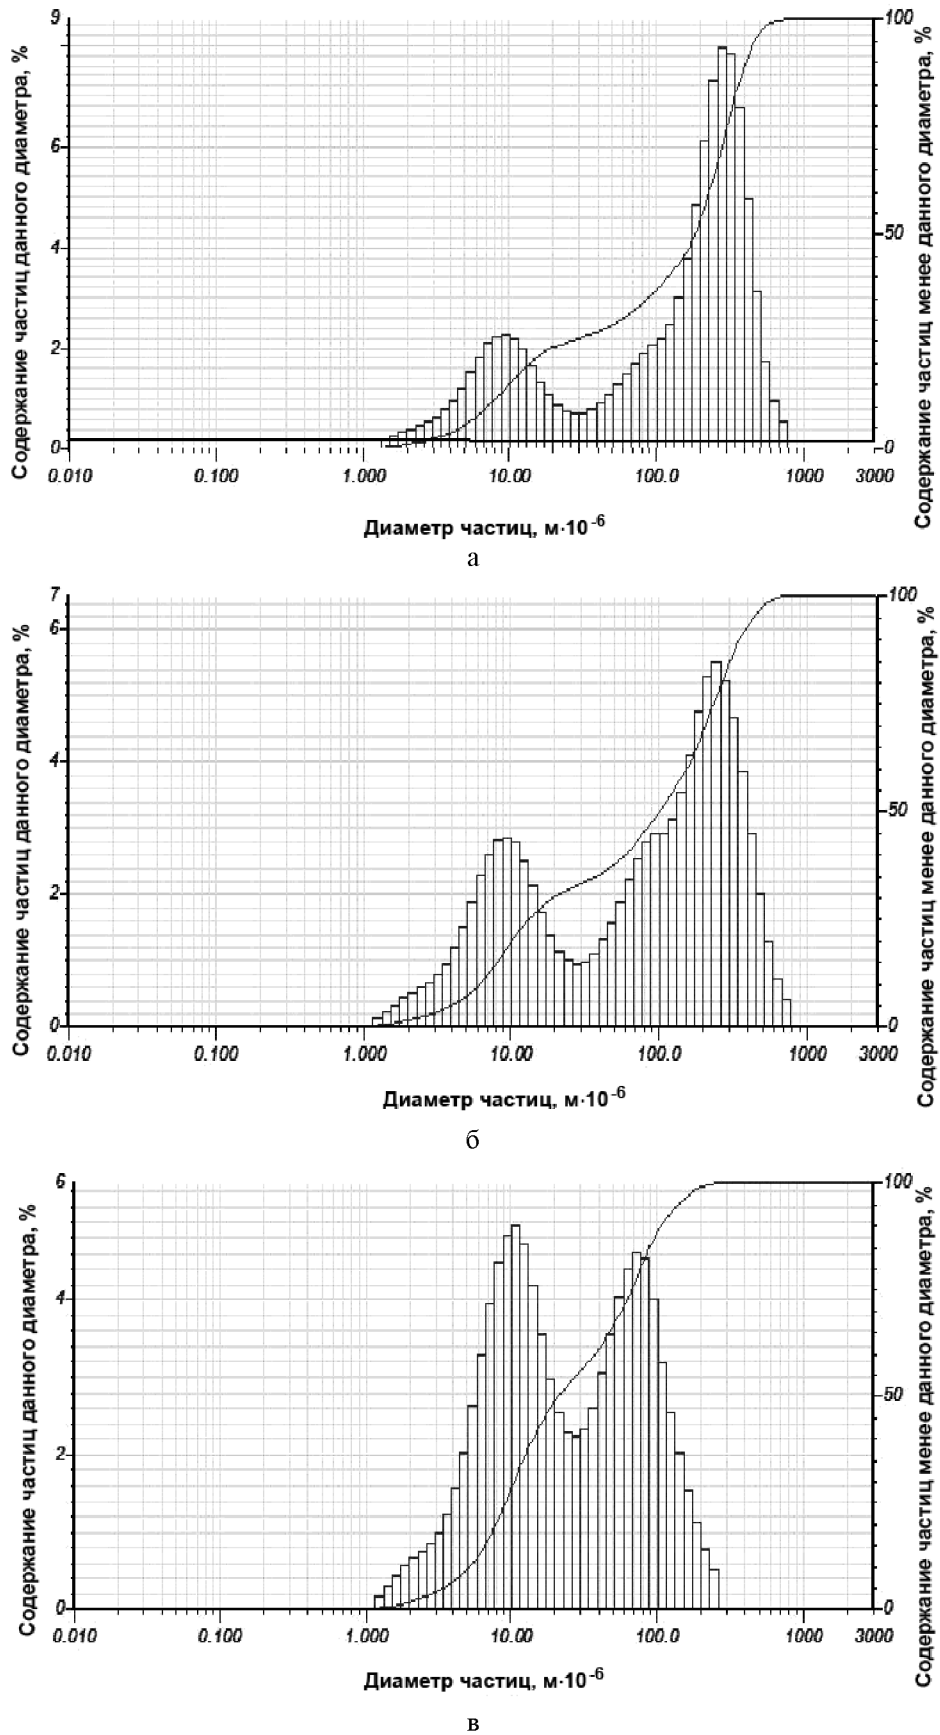 Содержание частиц данного диаметра, %
9
6
4
2
0
100
50
0
Содержание частиц менее данного диаметра, %
0.010 0.100 1.000 10.00 100.0 1000 3000
Диаметр частиц, м·10-6
а
Содержание частиц данного диаметра, %
7
6
4
2
0
100
50
0
Содержание частиц менее данного диаметра, %
0.010 0.100 1.000 10.00 100.0 1000 3000
Диаметр частиц, м·10-6
б
Содержание частиц данного диаметра, %
6
4
2
0
100
50
0
Содержание частиц менее данного диаметра, %
0.010 0.100 1.000 10.00 100.0 1000 3000
Диаметр частиц, м·10-6
в